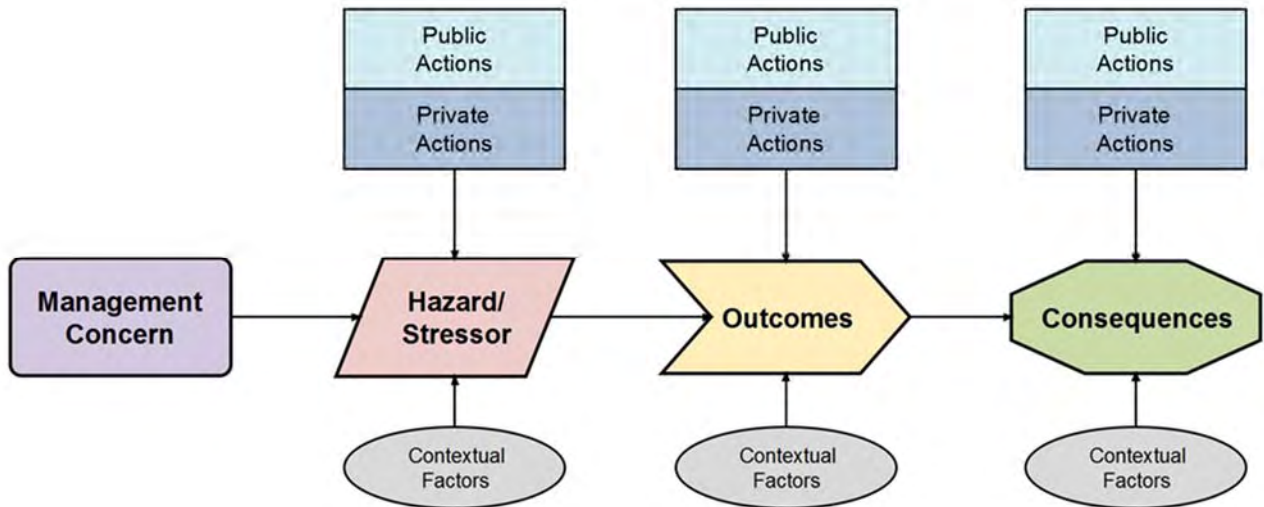 Public
Actions
Private
Actions
Public
Actions
Private
Actions
Public
Actions
Private
Actions
Management
Concern
Hazard/
Stressor
Outcomes
Consequences
Contextual
Factors
Contextual
Factors
Contextual
Factors